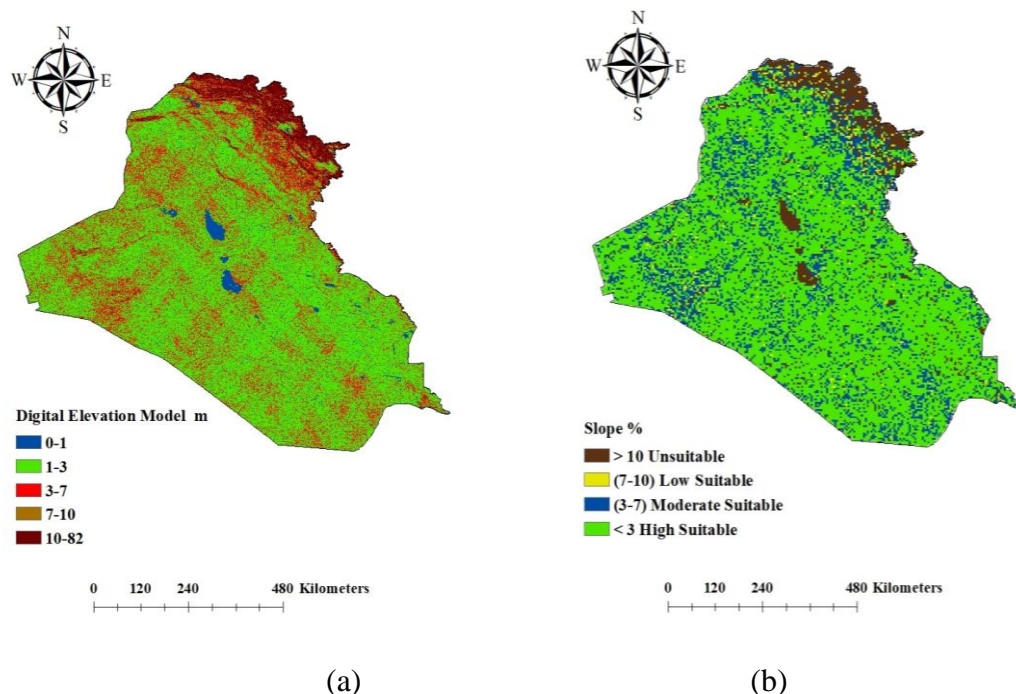 N
W E
S
Digital Elevation Model m
0-1
1-3
3-7
7-10
10-82
0 120 240 480 Kilometers
(a)
N
W E
S
Slope %
> 10 Unsuitable
(7-10) Low Suitable
(3-7) Moderate Suitable
< 3 High Suitable
0 120 240 480 Kilometers
(b)